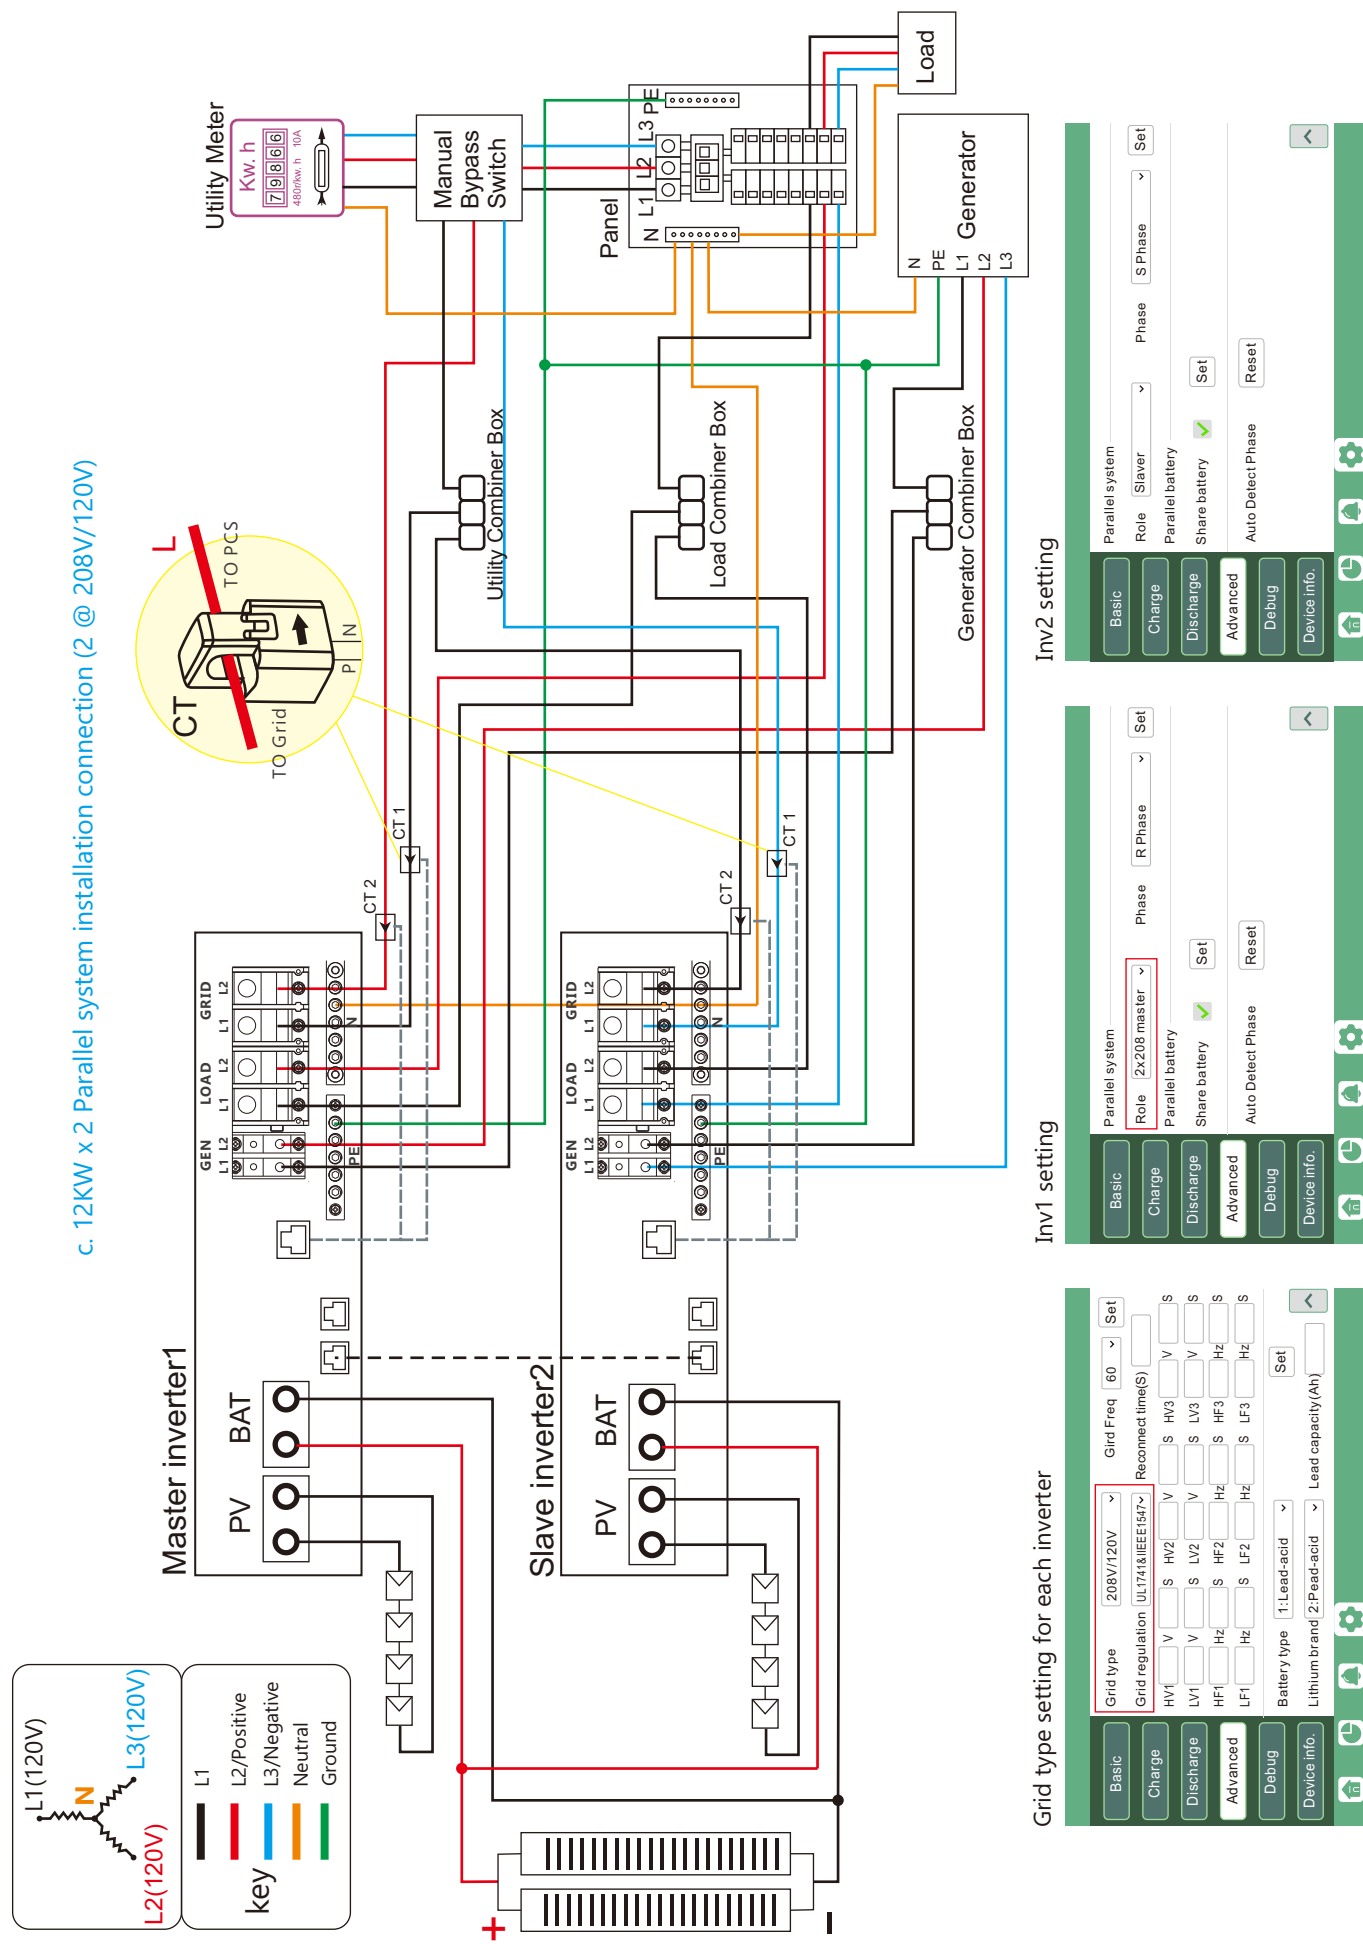 c. 12KW x 2 Parallel system installation connection (2 @ 208V/120V)
L1(120V)
N
L2(120V)
L3(120V)
key
L1
L2/Positive
L3/Negative
Neutral
Ground
+
Master inverter1
PV
BAT
GEN
LOAD
GRID
L1
L2
L1
L2
L1
L2
PE
N
Slave inverter2
PV
BAT
GEN
LOAD
GRID
L1
L2
L1
L2
L1
L2
PE
N
CT 2
CT 1
CT 2
CT 1
CT
L
TO PCS
TO Grid
P
N
Utility Meter
Kw. h
7 9 8 6 6
480r/kw. h 10A
Manual
Bypass
Switch
Panel
N
L1
L2
L3
PE
Load
Generator
N
PE
L1
L2
L3
Utility Combiner Box
Load Combiner Box
Generator Combiner Box
Grid type setting for each inverter
Basic
Charge
Discharge
Advanced
Debug
Device info.
Grid type 208V/120V Gird Freq 60 Set
Grid regulation UL1741&IIEEE1547 Reconnect time(S)
HV1 V S HV2 V S HV3 V S
LV1 V S LV2 V S LV3 V S
HF1 Hz S HF2 Hz S HF3 Hz S
LF1 Hz S LF2 Hz S LF3 Hz S
Battery type 1:Lead-acid Set
Lithium brand 2:Pead-acid Lead capacity(Ah)
Inv1 setting
Basic
Charge
Discharge
Advanced
Debug
Device info.
Parallel system
Role 2x208 master Phase R Phase Set
Parallel battery
Share battery Set
Auto Detect Phase Reset
Inv2 setting
Basic
Charge
Discharge
Advanced
Debug
Device info.
Parallel system
Role Slaver Phase S Phase Set
Parallel battery
Share battery Set
Auto Detect Phase Reset